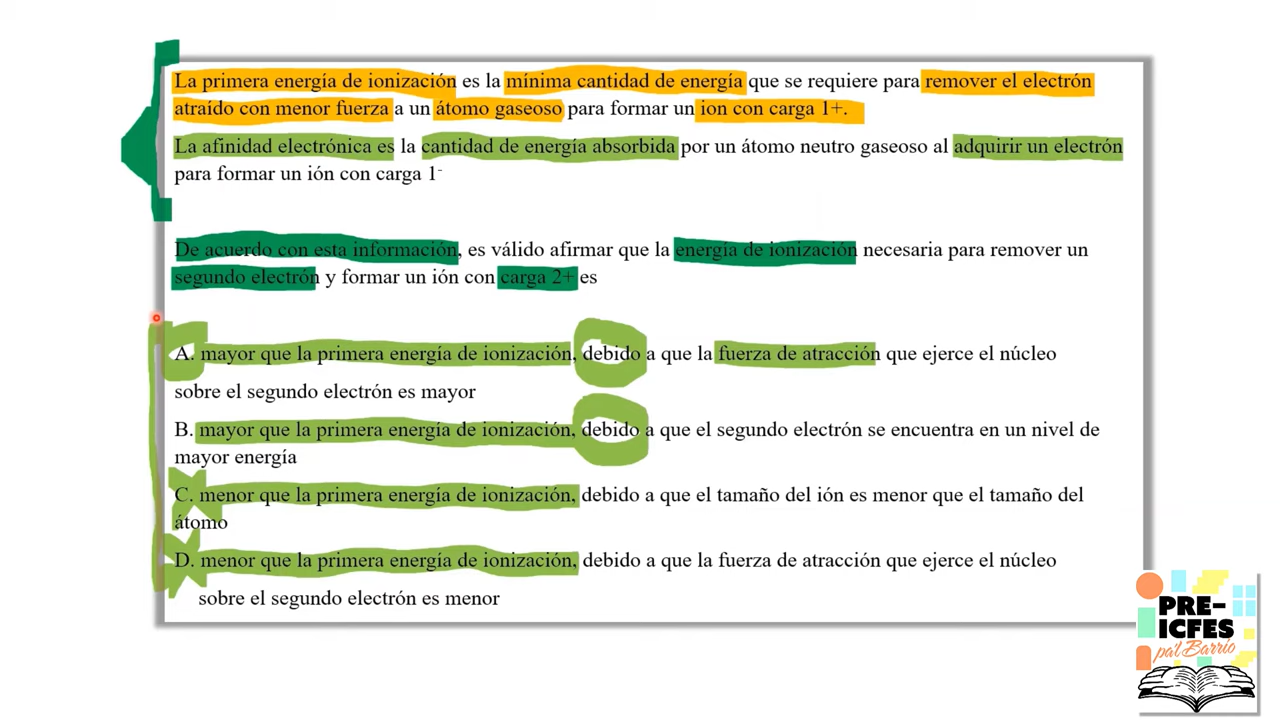 La primera energía de ionización es la mínima cantidad de energía que se requiere para remover el electrón
atraído con menor fuerza a un átomo gaseoso para formar un ion con carga 1+.
La afinidad electrónica es la cantidad de energía absorbida por un átomo neutro gaseoso al adquirir un electrón
para formar un ión con carga 1-
De acuerdo con esta información, es válido afirmar que la energía de ionización necesaria para remover un
segundo electrón y formar un ión con carga 2+ es
A. mayor que la primera energía de ionización, debido a que la fuerza de atracción que ejerce el núcleo
sobre el segundo electrón es mayor
B. mayor que la primera energía de ionización, debido a que el segundo electrón se encuentra en un nivel de
mayor energía
C. menor que la primera energía de ionización, debido a que el tamaño del ión es menor que el tamaño del
átomo
D. menor que la primera energía de ionización, debido a que la fuerza de atracción que ejerce el núcleo
sobre el segundo electrón es menor
PRE-
ICFES
pa'l Barrio